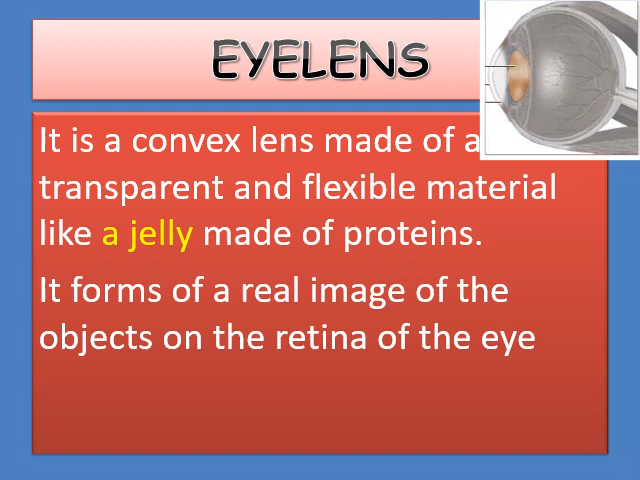 EYELENS
It is a convex lens made of a
transparent and flexible material
like a jelly made of proteins.
It forms of a real image of the
objects on the retina of the eye